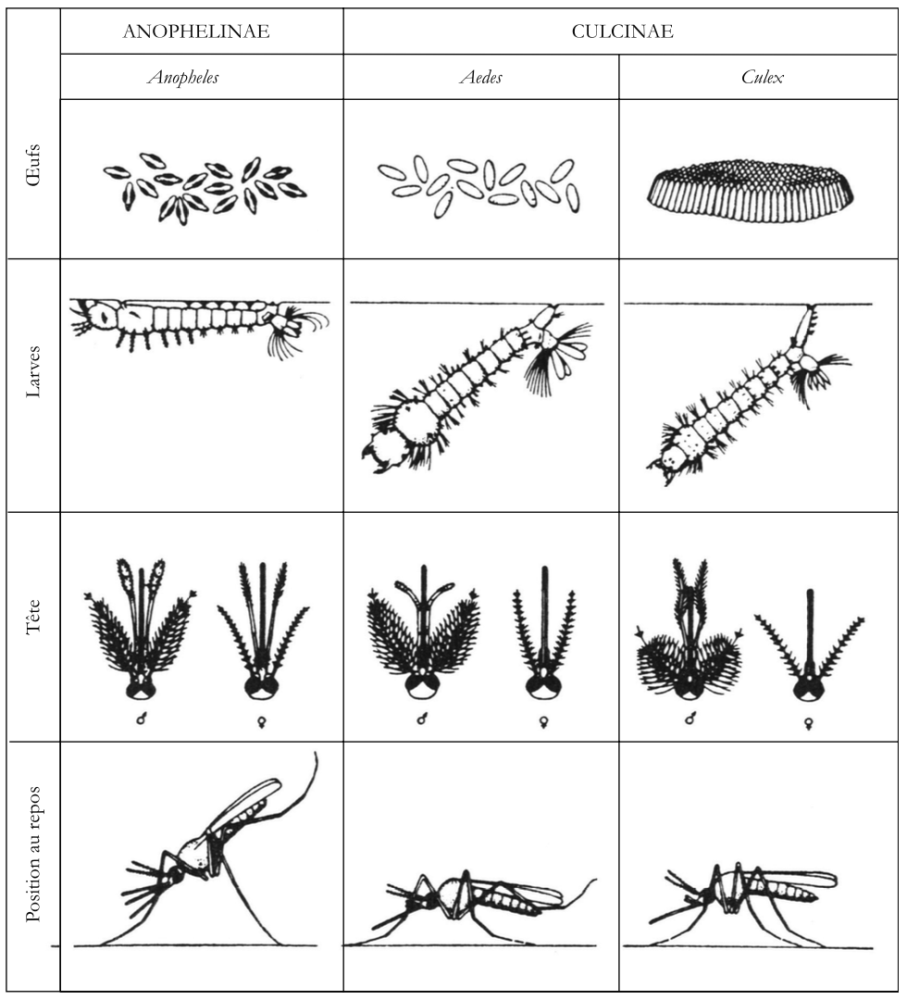 ANOPHELINAE
CULCINAE
Anopheles
Aedes
Culex
Œufs
Larves
Tête
♂
♀
♂
♀
♂
♀
Position au repos